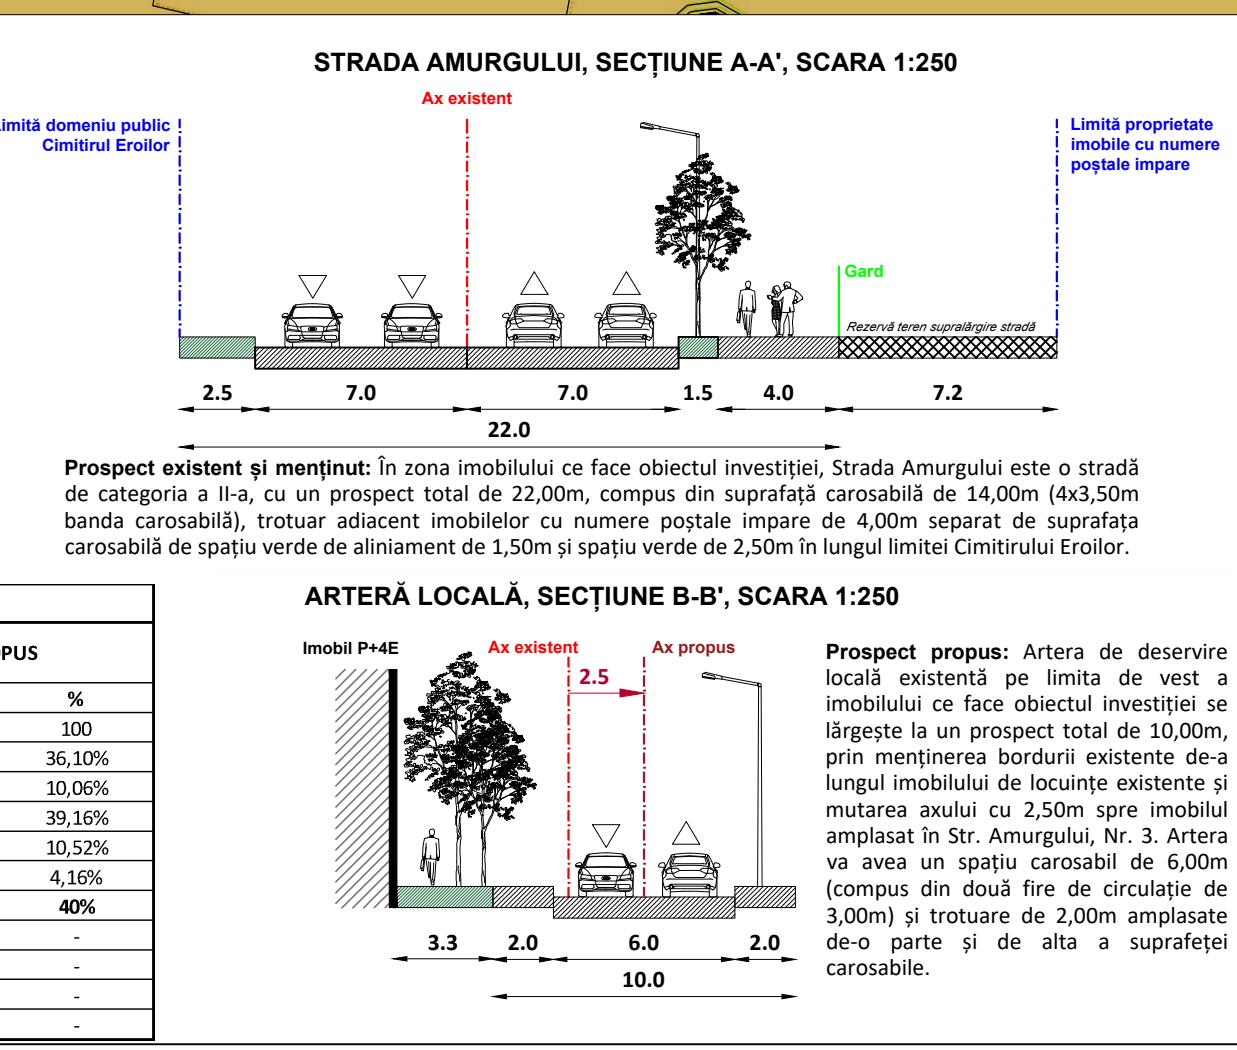 STRADA AMURGULUI, SECȚIUNE A-A', SCARA 1:250
Ax existent
domeniu public
Cimitirul Eroilor
Limită proprietate
imobile cu numere
poștale impare
Gard
Rezervă teren supralărgire stradă
2.5 7.0 7.0 1.5 4.0 7.2
22.0
Prospect existent și menținut: În zona imobilului ce face obiectul investiției, Strada Amurgului este o stradă
de categoria a II-a, cu un prospect total de 22,00m, compus din suprafață carosabilă de 14,00m (4x3,50m
banda carosabilă), trotuar adiacent imobilelor cu numere poștale impare de 4,00m separat de suprafața
carosabilă de spațiu verde de aliniament de 1,50m și spațiu verde de 2,50m în lungul limitei Cimitirului Eroilor.
PUS
%
100
36,10%
10,06%
39,16%
10,52%
4,16%
40%
-
-
-
-
ARTERĂ LOCALĂ, SECȚIUNE B-B', SCARA 1:250
Imobil P+4E
Ax existent
Ax propus
2.5
3.3 2.0 6.0 2.0
10.0
Prospect propus: Artera de deservire
locală existentă pe limita de vest a
imobilului ce face obiectul investiției se
lărgește la un prospect total de 10,00m,
prin menținerea bordurii existente de-a
lungul imobilului de locuințe existente și
mutarea axului cu 2,50m spre imobilul
amplasat în Str. Amurgului, Nr. 3. Artera
va avea un spațiu carosabil de 6,00m
(compus din două fire de circulație de
3,00m) și trotuare de 2,00m amplasate
de-o parte și de alta a suprafeței
carosabile.